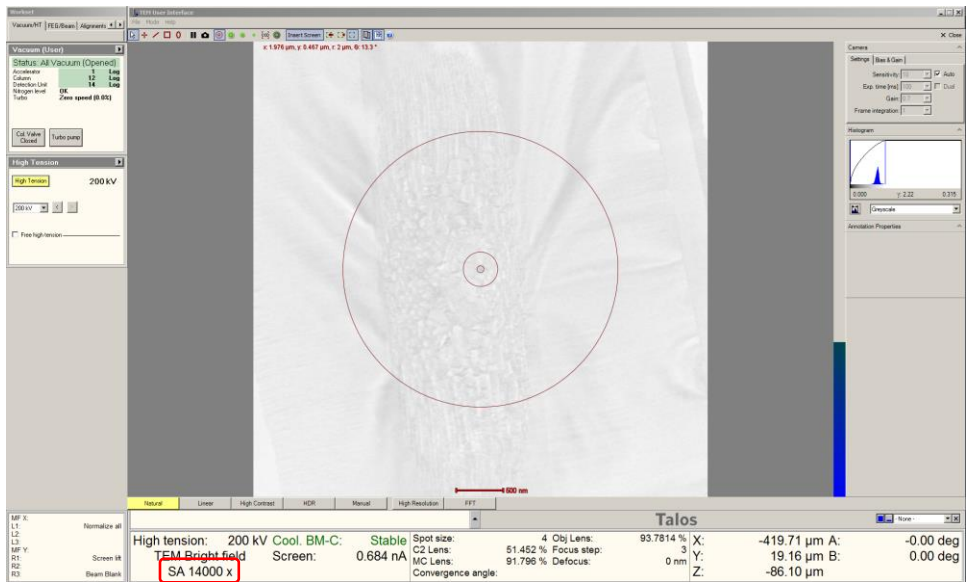 Workset
TEM User Interface
Vacuum/HT FEG/Beam Alignments
File Mode Help
Insert Screen
Close
Vacuum (User)
Status: All Vacuum (Opened)
Accelerator 1 Log
Column 12 Log
Detection Unit 14 Log
Nitrogen level OK
Turbo Zero speed (0.0%)
Col. Valve Closed
Turbo pump
High Tension
High Tension 200 kV
200 kV
Free high tension
x: 1.976 µm, y: 0.467 µm, r: 2 µm, Θ: 13.3 °
500 nm
Camera
Settings Bias & Gain
Sensitivity: Auto
Exp. time [ms] Dual
Gain:
Frame integration:
Histogram
0.000 γ: 2.22 0.315
Greyscale
Annotation Properties
Natural Linear High Contrast HDR Manual High Resolution FFT
MF X:
L1: Normalize all
L2:
L3:
MF Y:
R1: Screen lift
R2:
R3: Beam Blank
Talos
- None -
High tension: 200 kV Cool. BM-C: Stable
TEM Bright field Screen: 0.684 nA
SA 14000 x
Spot size: 4 Obj Lens: 93.7814 %
C2 Lens: 51.452 % Focus step: 3
MC Lens: 91.796 % Defocus: 0 nm
Convergence angle:
X: -419.71 µm A: -0.00 deg
Y: 19.16 µm B: 0.00 deg
Z: -86.10 µm